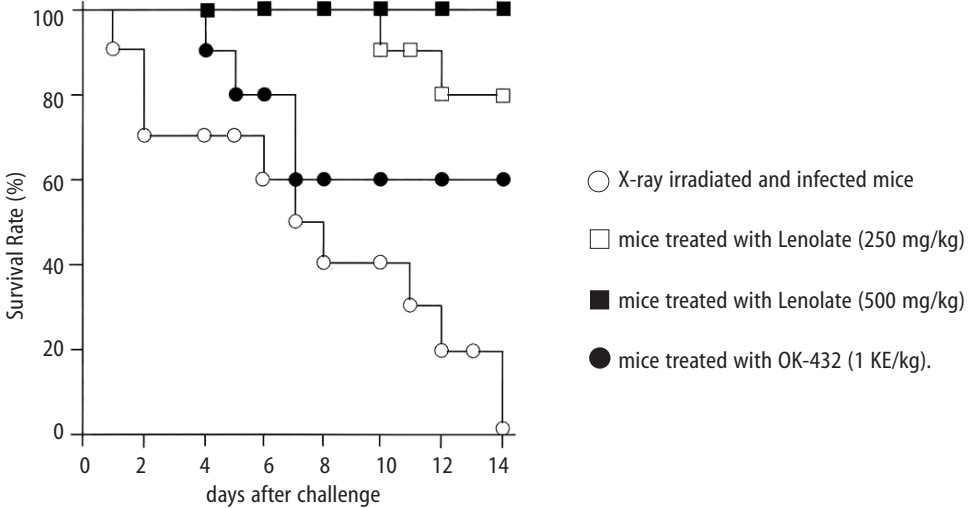 100
80
60
40
20
0
Survival Rate (%)
0 2 4 6 8 10 12 14
days after challenge
X-ray irradiated and infected mice
mice treated with Lenolate (250 mg/kg)
mice treated with Lenolate (500 mg/kg)
mice treated with OK-432 (1 KE/kg).